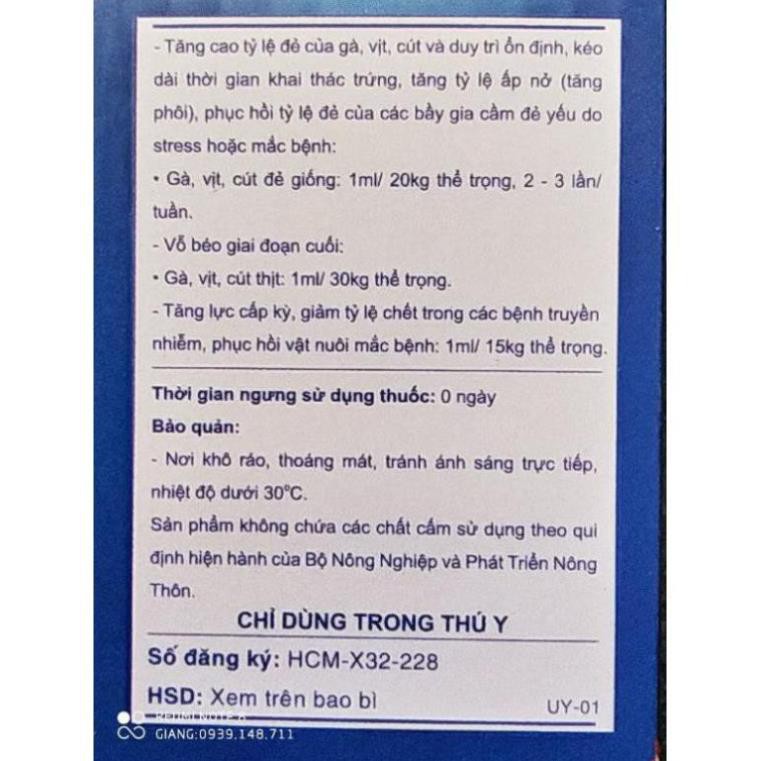 - Tăng cao tỷ lệ đẻ của gà, vịt, cút và duy trì ổn định, kéo
dài thời gian khai thác trứng, tăng tỷ lệ ấp nở (tăng
phôi), phục hồi tỷ lệ đẻ của các bầy gia cầm đẻ yếu do
stress hoặc mắc bệnh:
• Gà, vịt, cút đẻ giống: 1ml/ 20kg thể trọng, 2 - 3 lần/
tuần.
- Vỗ béo giai đoạn cuối:
• Gà, vịt, cút thịt: 1ml/ 30kg thể trọng.
- Tăng lực cấp kỳ, giảm tỷ lệ chết trong các bệnh truyền
nhiễm, phục hồi vật nuôi mắc bệnh: 1ml/ 15kg thể trọng.
Thời gian ngưng sử dụng thuốc: 0 ngày
Bảo quản:
- Nơi khô ráo, thoáng mát, tránh ánh sáng trực tiếp,
nhiệt độ dưới 30°C.
Sản phẩm không chứa các chất cấm sử dụng theo qui
định hiện hành của Bộ Nông Nghiệp và Phát Triển Nông
Thôn.
CHỈ DÙNG TRONG THÚ Y
Số đăng ký: HCM-X32-228
HSD: Xem trên bao bì
UY-01
REDMI NOTE 8
GIANG:0939.148.711